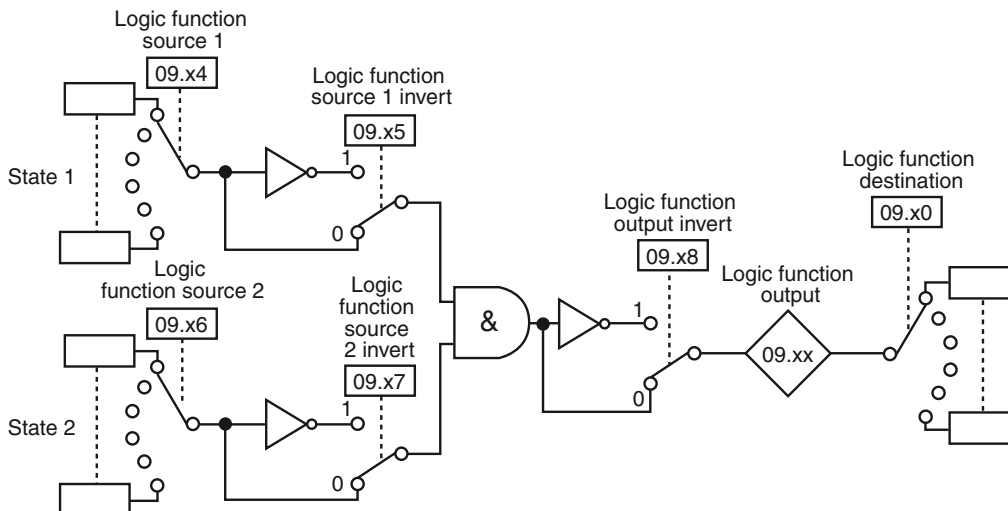 Logic function
source 1
09.x4
Logic function
source 1 invert
09.x5
1
0
State 1
Logic
function source 2
09.x6
Logic
function
source
2 invert
09.x7
1
0
State 2
&
Logic function
output invert
09.x8
1
0
Logic function
output
09.xx
Logic function
destination
09.x0